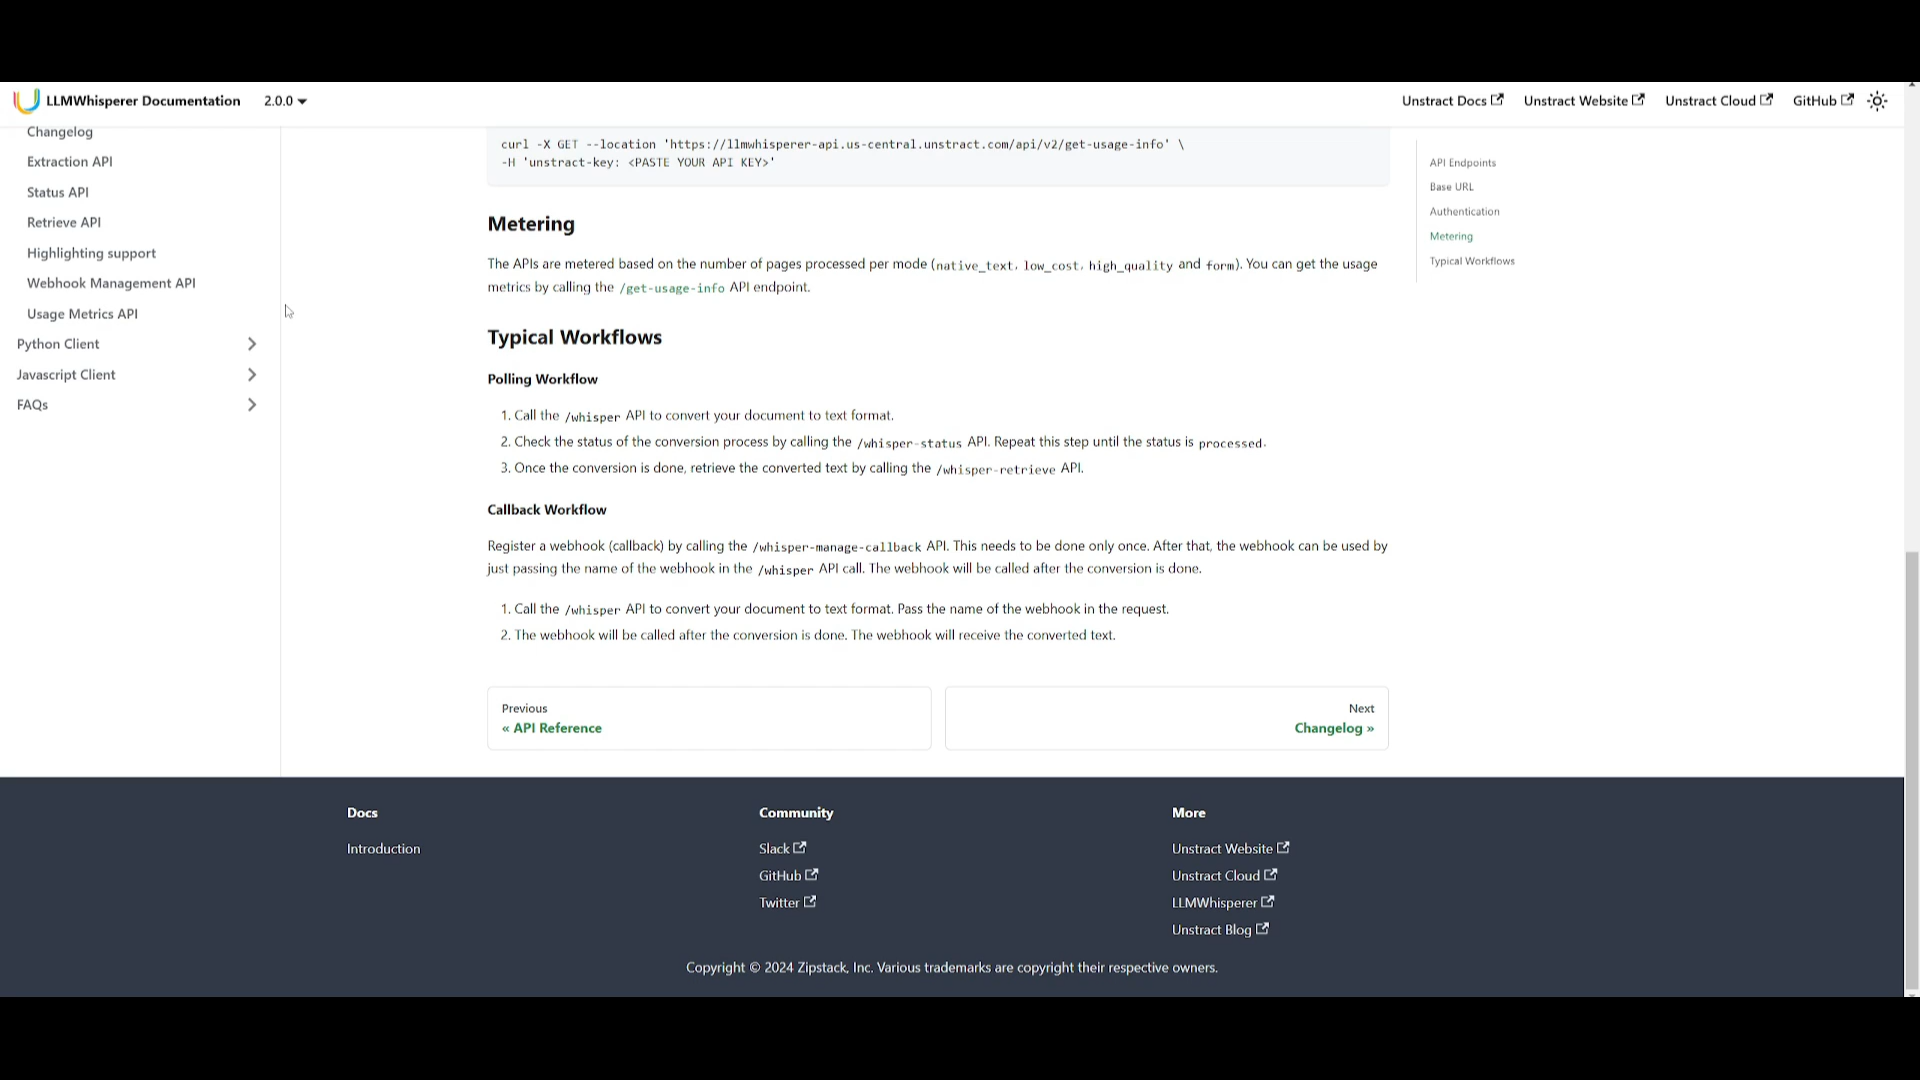 LLMWhisperer Documentation 2.0.0 Unstract Docs Unstract Website Unstract Cloud GitHub
Changelog
Extraction API
Status API
Retrieve API
Highlighting support
Webhook Management API
Usage Metrics API
Python Client
Javascript Client
FAQs
curl -X GET --location 'https://llmwhisperer-api.us-central.unstract.com/api/v2/get-usage-info' \
-H 'unstract-key: <PASTE YOUR API KEY>'
Metering
The APIs are metered based on the number of pages processed per mode (native_text, low_cost, high_quality and form). You can get the usage
metrics by calling the /get-usage-info API endpoint.
Typical Workflows
Polling Workflow
1. Call the /whisper API to convert your document to text format.
2. Check the status of the conversion process by calling the /whisper-status API. Repeat this step until the status is processed.
3. Once the conversion is done, retrieve the converted text by calling the /whisper-retrieve API.
Callback Workflow
Register a webhook (callback) by calling the /whisper-manage-callback API. This needs to be done only once. After that, the webhook can be used by
just passing the name of the webhook in the /whisper API call. The webhook will be called after the conversion is done.
1. Call the /whisper API to convert your document to text format. Pass the name of the webhook in the request.
2. The webhook will be called after the conversion is done. The webhook will receive the converted text.
Previous
« API Reference
Next
Changelog »
API Endpoints
Base URL
Authentication
Metering
Typical Workflows
Docs
Introduction
Community
Slack
GitHub
Twitter
More
Unstract Website
Unstract Cloud
LLMWhisperer
Unstract Blog
Copyright © 2024 Zipstack, Inc. Various trademarks are copyright their respective owners.